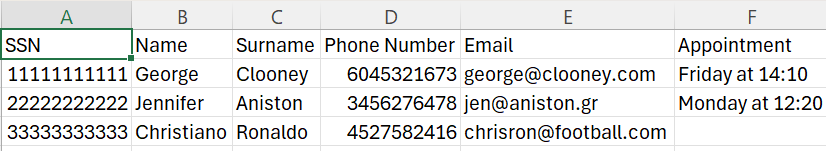 A B C D E F
SSN Name Surname Phone Number Email Appointment
11111111111 George Clooney 6045321673 george@clooney.com Friday at 14:10
22222222222 Jennifer Aniston 3456276478 jen@aniston.gr Monday at 12:20
33333333333 Christiano Ronaldo 4527582416 chrisron@football.com